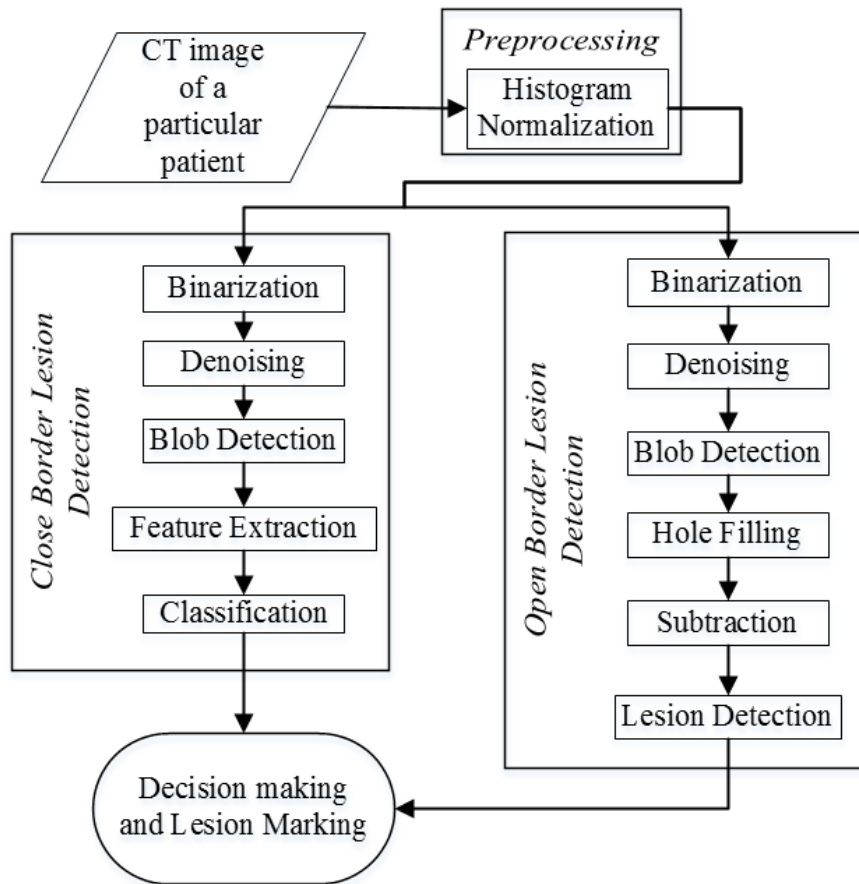 CT image
of a
particular
patient
Preprocessing
Histogram
Normalization
Close Border Lesion
Detection
Binarization
Denoising
Blob Detection
Feature Extraction
Classification
Open Border Lesion
Detection
Binarization
Denoising
Blob Detection
Hole Filling
Subtraction
Lesion Detection
Decision making
and Lesion Marking